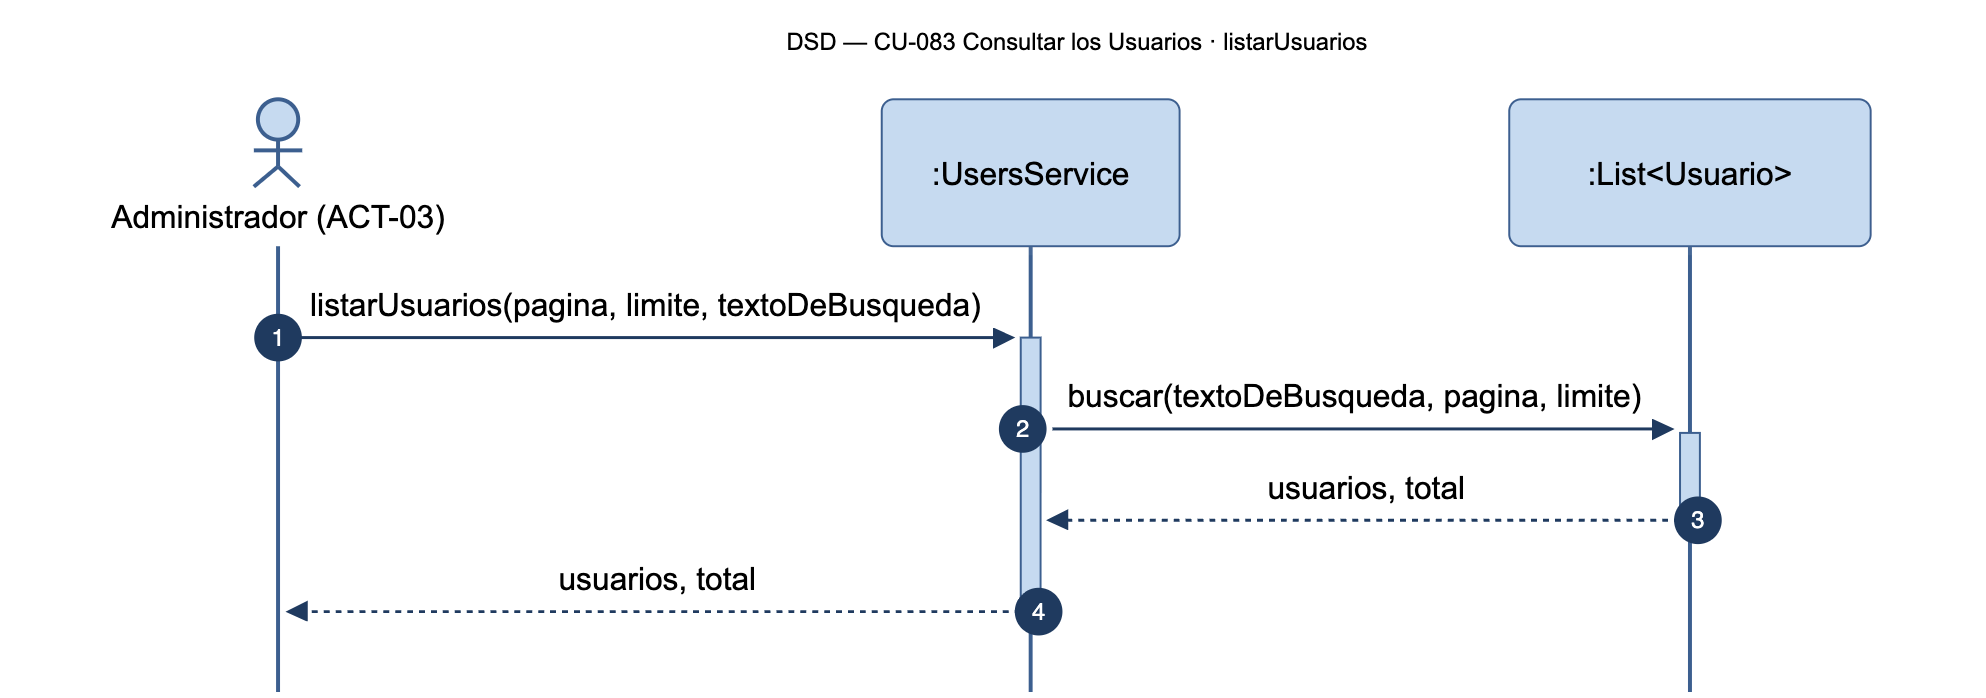 DSD — CU-083 Consultar los Usuarios · listarUsuarios
Administrador (ACT-03)
:UsersService
:List<Usuario>
listarUsuarios(pagina, limite, textoDeBusqueda)
1
buscar(textoDeBusqueda, pagina, limite)
2
usuarios, total
3
usuarios, total
4